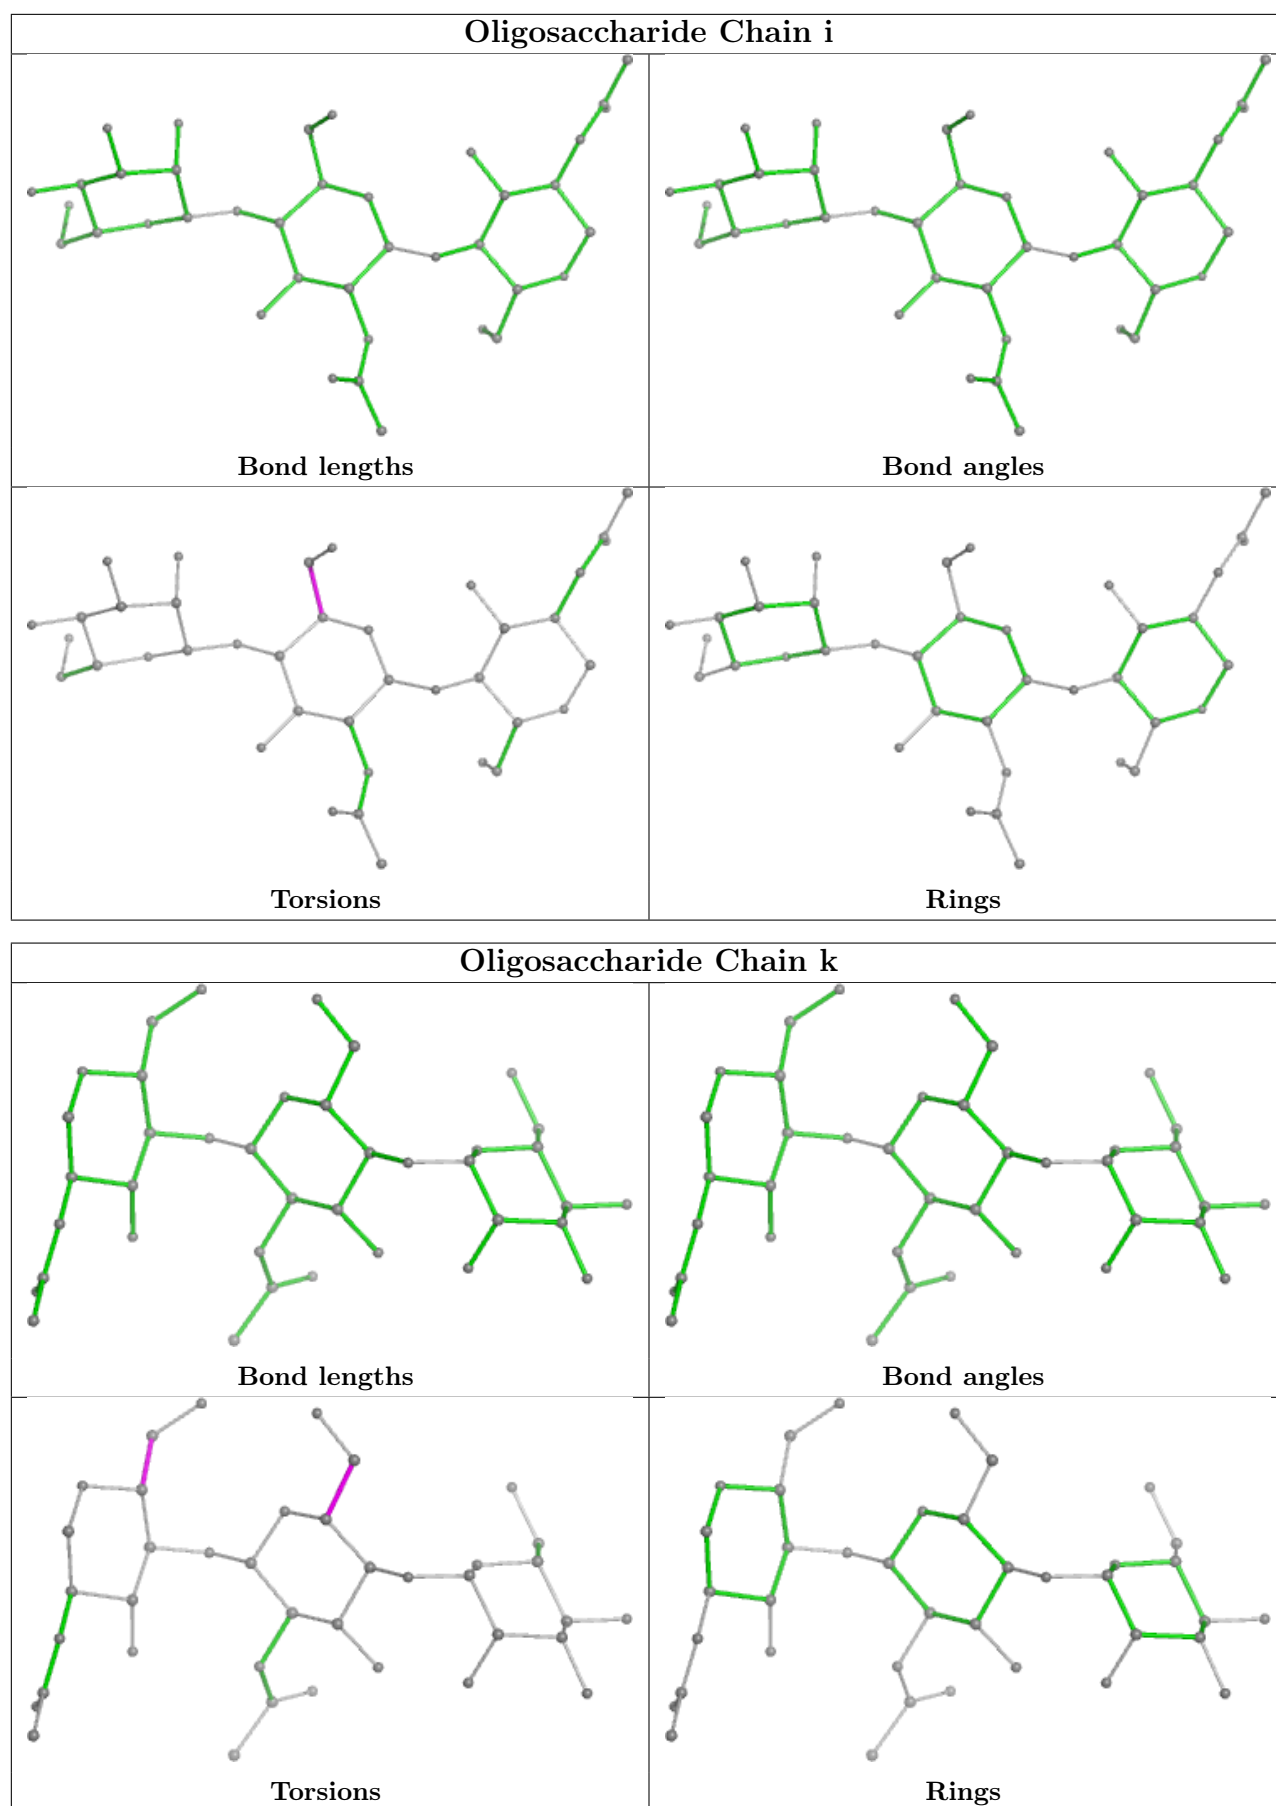 Oligosaccharide Chain i
Bond lengths
Bond angles
Torsions
Rings
Oligosaccharide Chain k
Bond lengths
Bond angles
Torsions
Rings